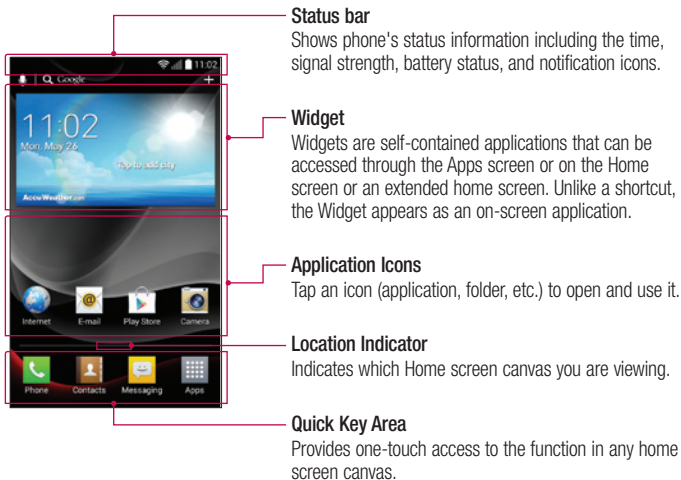 Status bar
Shows phone's status information including the time,
signal strength, battery status, and notification icons.
11:02
Google
11:02
Mon, May 26
Tap to add city
AccuWeather.com
Widget
Widgets are self-contained applications that can be
accessed through the Apps screen or on the Home
screen or an extended home screen. Unlike a shortcut,
the Widget appears as an on-screen application.
Application Icons
Tap an icon (application, folder, etc.) to open and use it.
Internet E-mail Play Store Camera
Location Indicator
Indicates which Home screen canvas you are viewing.
Phone Contacts Messaging Apps
Quick Key Area
Provides one-touch access to the function in any home
screen canvas.